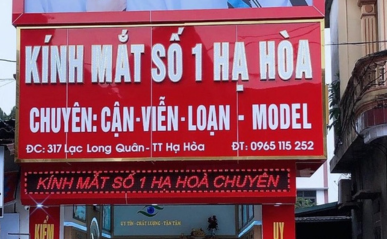 KÍNH MẮT SỐ 1 HẠ HÒA
CHUYÊN: CẬN - VIỄN - LOẠN - MODEL
ĐC: 317 Lạc Long Quân - TT Hạ Hòa ĐT: 0965 115 252
KÍNH MẮT SỐ 1 HẠ HOÀ CHUYÊN
KIỂM